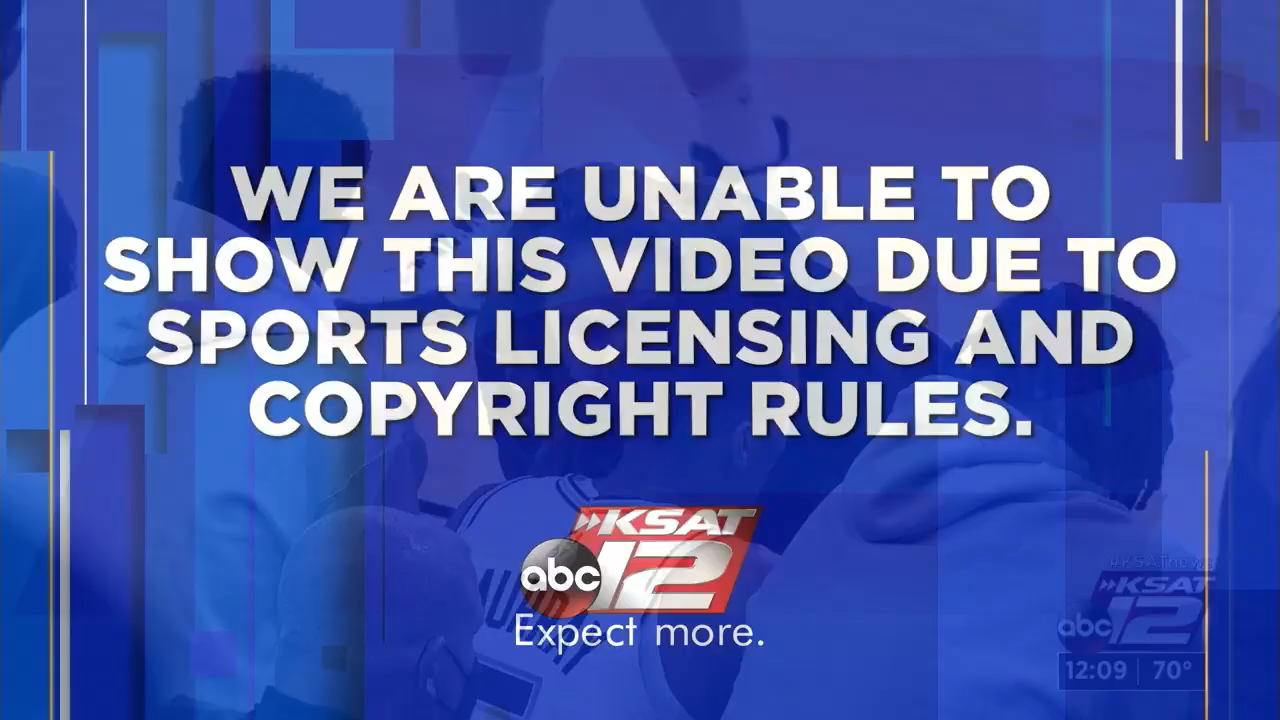 WE ARE UNABLE TO
SHOW THIS VIDEO DUE TO
SPORTS LICENSING AND
COPYRIGHT RULES.
KSAT
abc 12
Expect more.
#KSATnews
KSAT
abc 12
12:09 70°